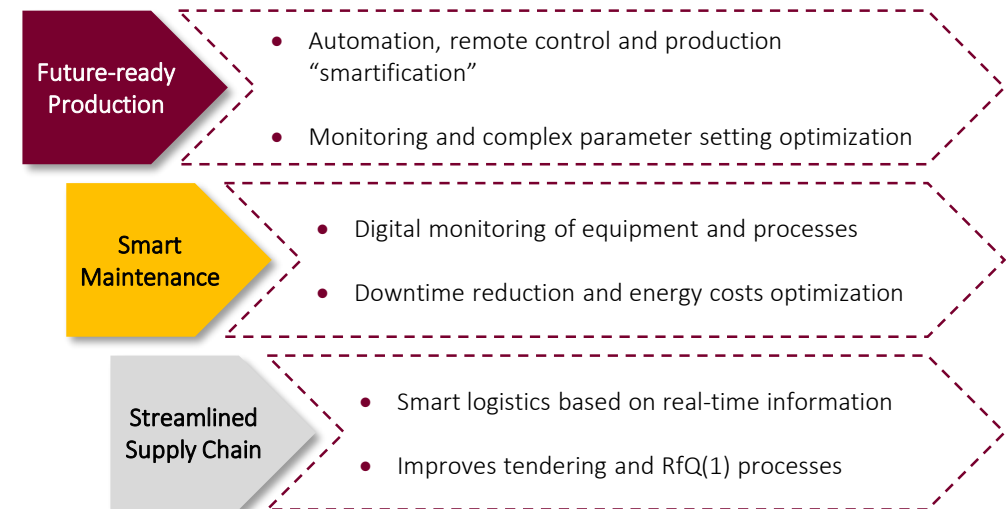 Future-ready
Production
• Automation, remote control and production
“smartification”
• Monitoring and complex parameter setting optimization
Smart
Maintenance
• Digital monitoring of equipment and processes
• Downtime reduction and energy costs optimization
Streamlined
Supply Chain
• Smart logistics based on real-time information
• Improves tendering and RfQ(1) processes